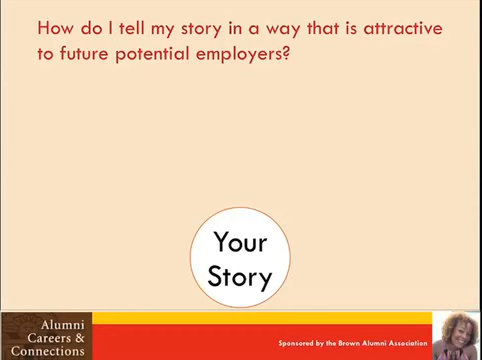 How do I tell my story in a way that is attractive
to future potential employers?
Your
Story
Alumni
Careers &
Connections
Sponsored by the Brown Alumni Association